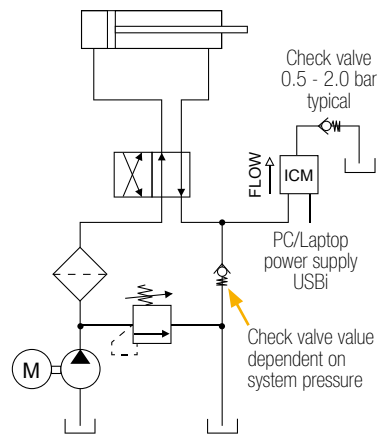 Check valve
0.5 - 2.0 bar
typical
FLOW
ICM
PC/Laptop
power supply
USBi
Check valve value
dependent on
system pressure
M